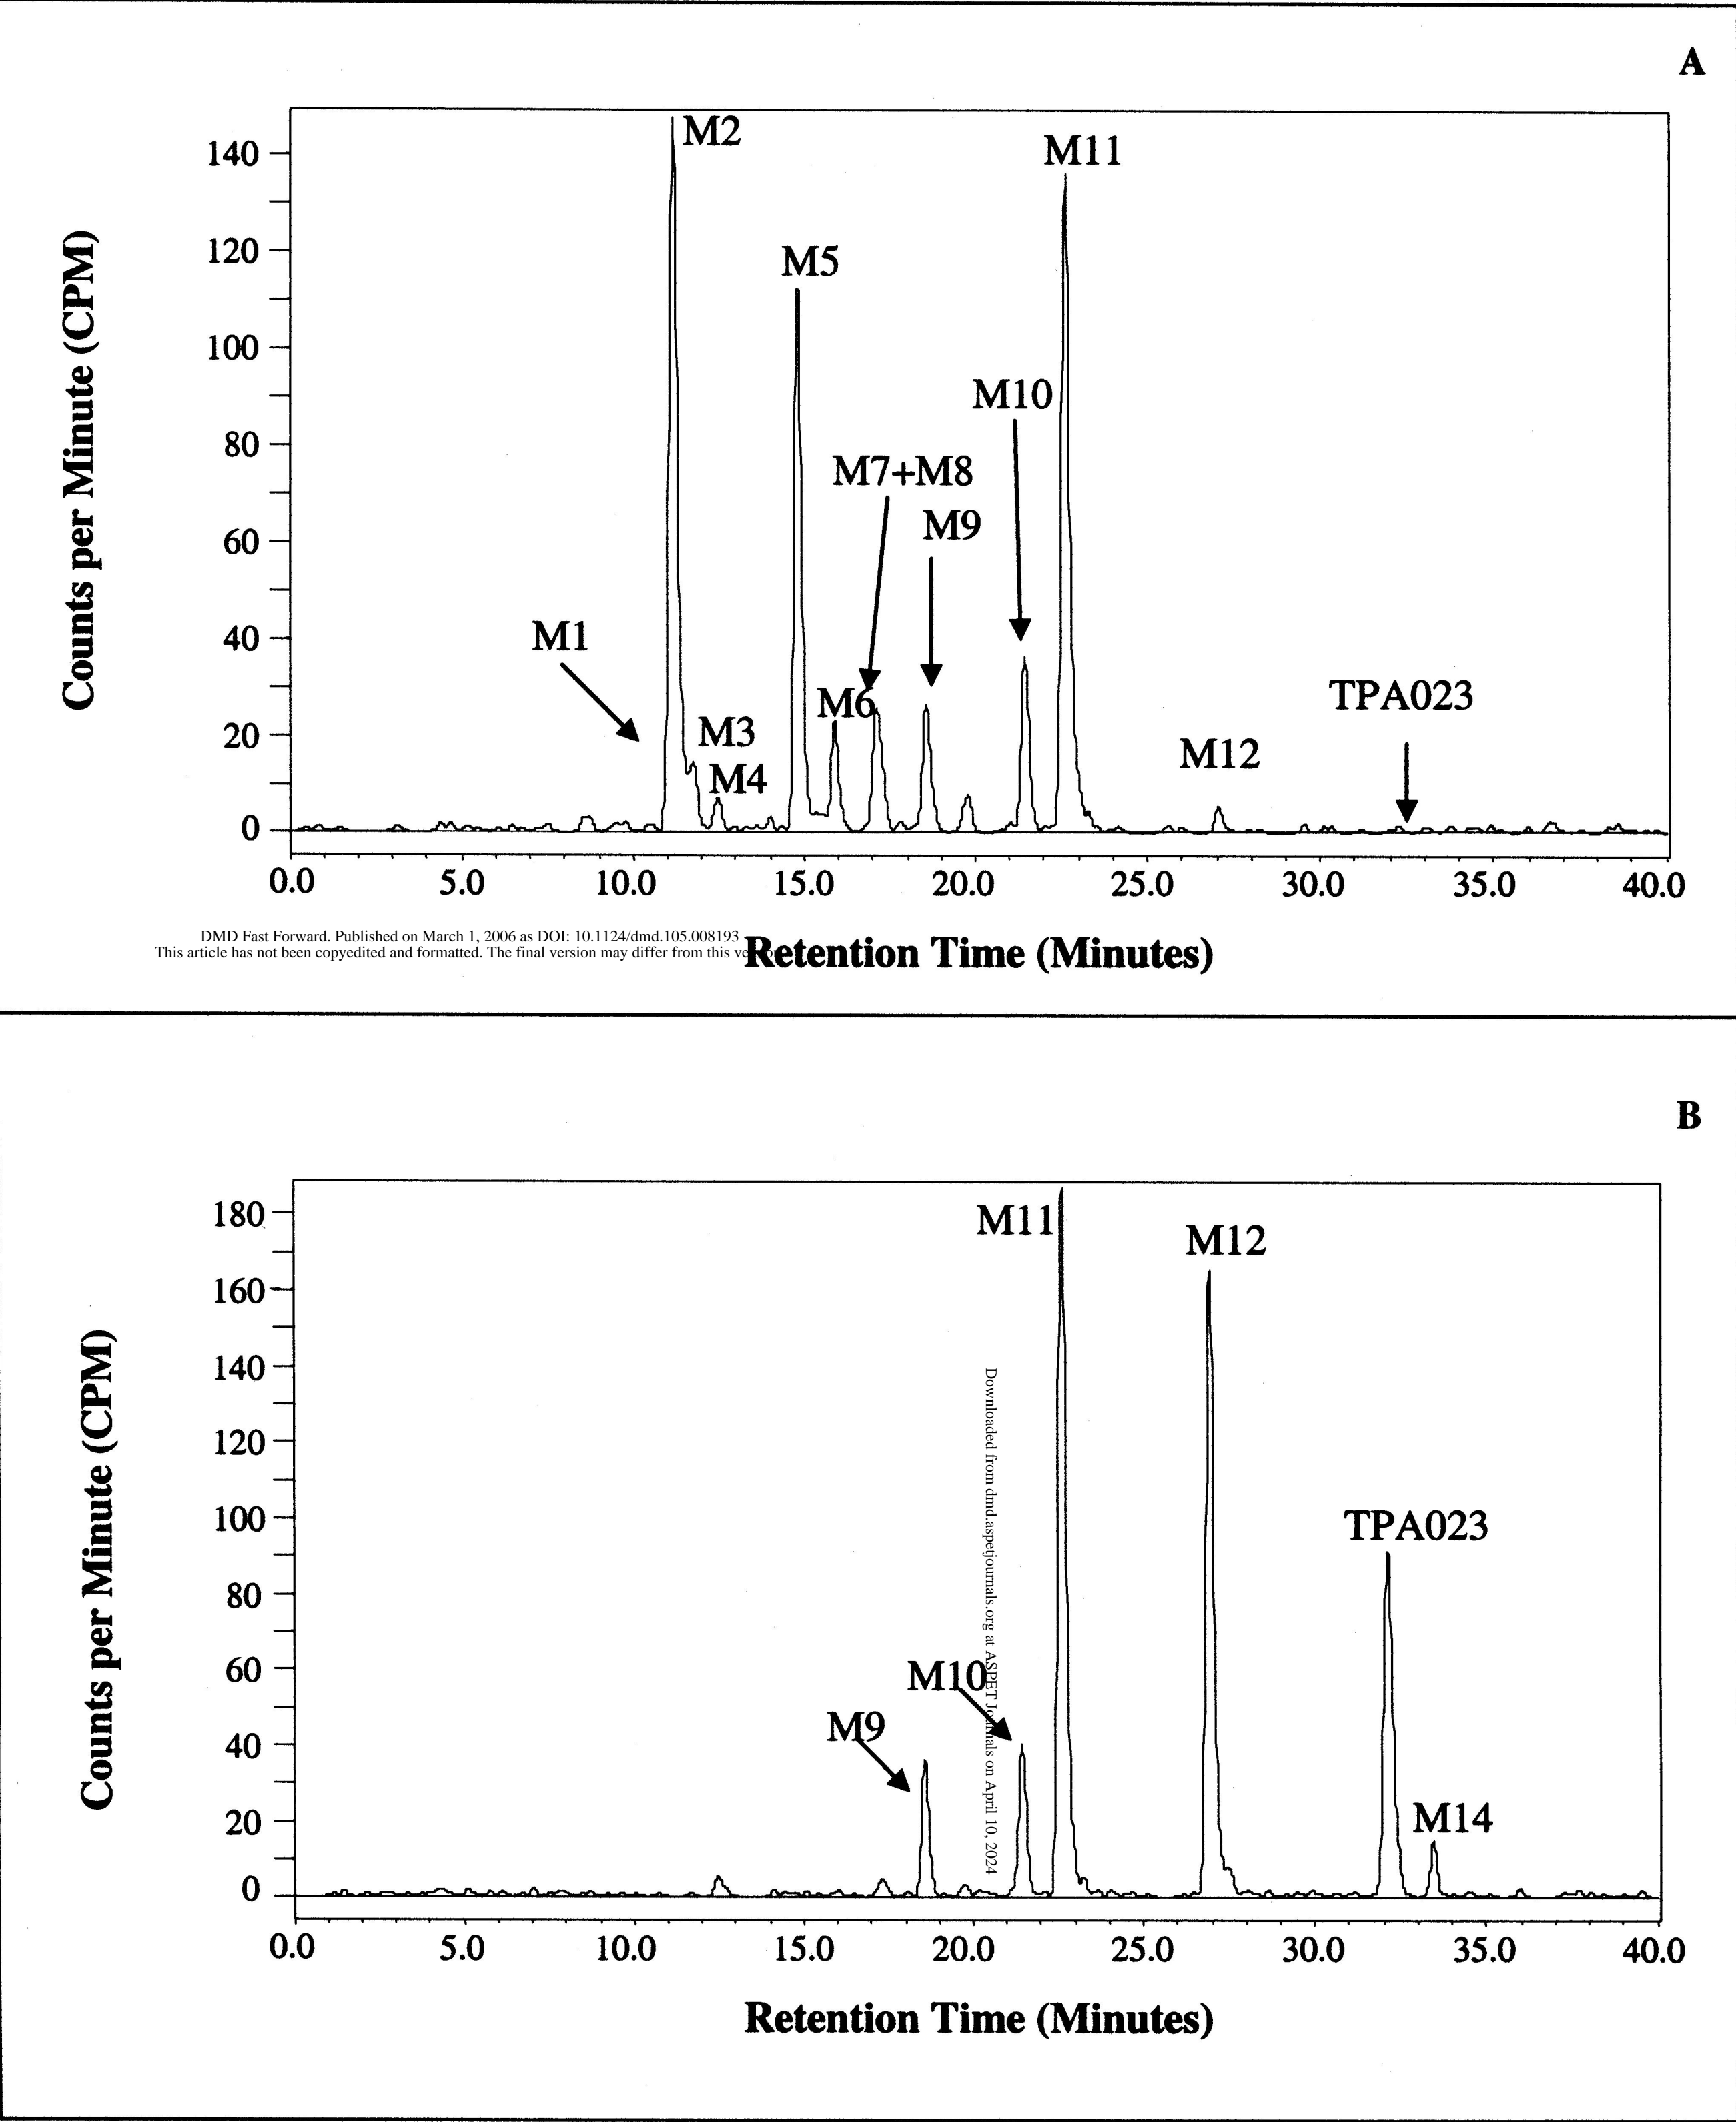 A
M2
140
M11
120
M5
100
M10
80
M7+M8
M9
60
M1
40
TPA023
M6
M3
20
M12
M4
0
Counts per Minute (CPM)
0.0 5.0 10.0 15.0 20.0 25.0 30.0 35.0 40.0
DMD Fast Forward. Published on March 1, 2006 as DOI: 10.1124/dmd.105.008193
This article has not been copyedited and formatted. The final version may differ from this
Retention Time (Minutes)
B
180
M11
M12
160
140
120
100
TPA023
80
60
M10
M9
40
20
M14
0
Counts per Minute (CPM)
Downloaded from dmd.aspetjournals.org at ASPET Journals on April 10, 2024
0.0 5.0 10.0 15.0 20.0 25.0 30.0 35.0 40.0
Retention Time (Minutes)